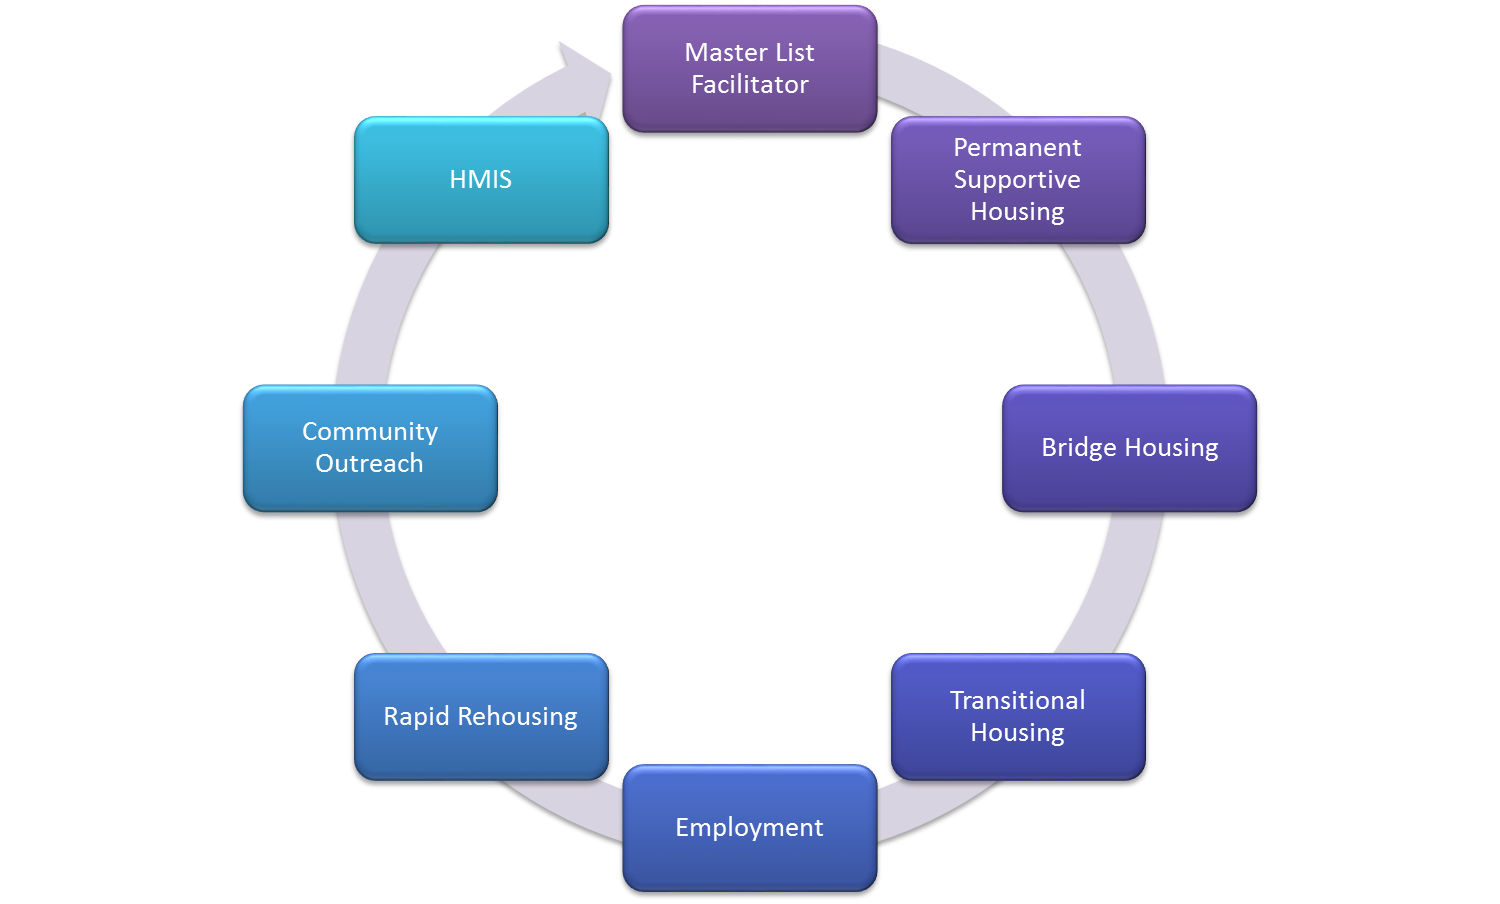 Master List
Facilitator
Permanent
Supportive
Housing
Bridge Housing
Transitional
Housing
Employment
Rapid Rehousing
Community
Outreach
HMIS